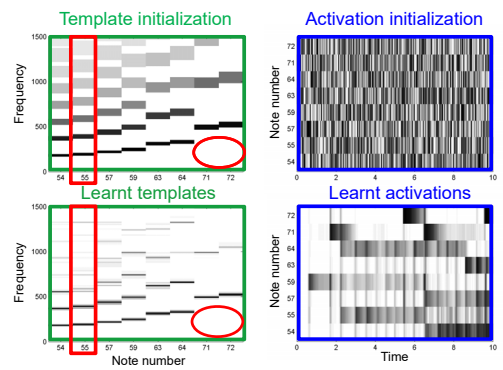 Template initialization
Activation initialization
Frequency
1500
1000
500
0
54 55 57 59 63 64 71 72
Note number
72
71
64
63
59
57
55
54
0 2 4 6 8 10
Learnt templates
Learnt activations
Frequency
1500
1000
500
0
54 55 57 59 63 64 71 72
Note number
Note number
72
71
64
63
59
57
55
54
0 2 4 6 8 10
Time